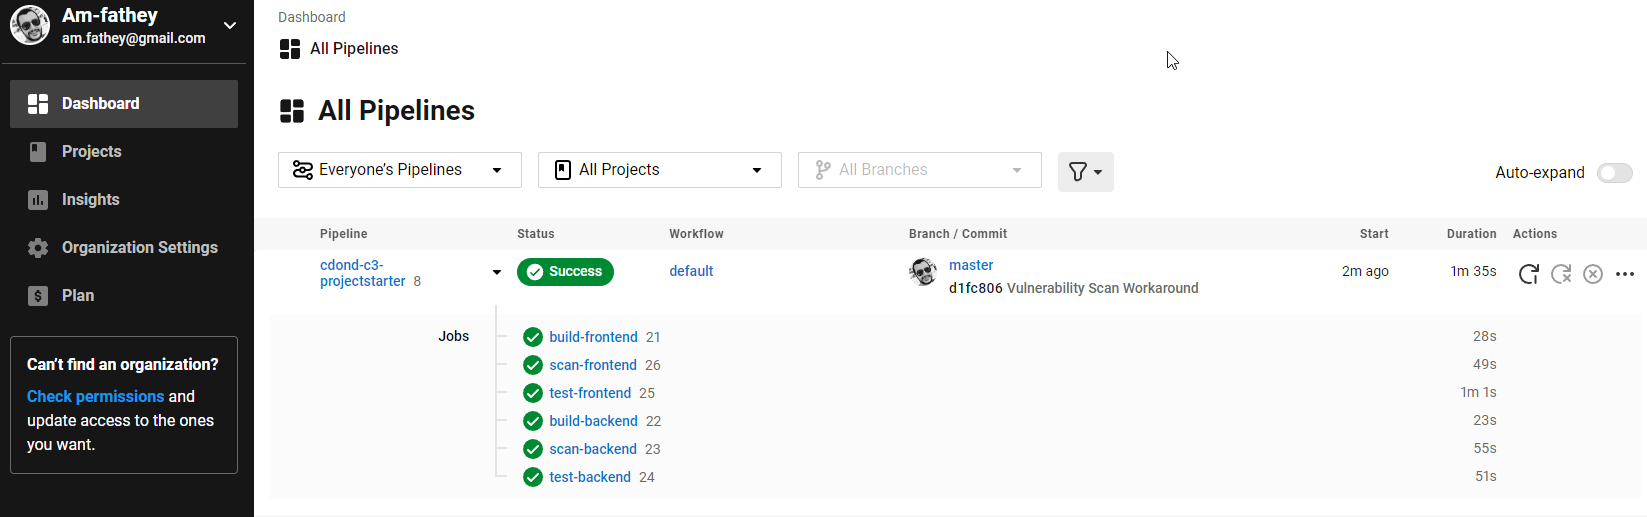 Am-fathey
am.fathey@gmail.com
Dashboard
Projects
Insights
Organization Settings
Plan
Can't find an organization?
Check permissions and
update access to the ones
you want.
Dashboard
All Pipelines
All Pipelines
Everyone's Pipelines
All Projects
All Branches
Auto-expand
Pipeline Status Workflow Branch / Commit Start Duration Actions
cdond-c3-
projectstarter 8
Success
default
master
d1fc806 Vulnerability Scan Workaround
2m ago
1m 35s
Jobs
build-frontend 21 28s
scan-frontend 26 49s
test-frontend 25 1m 1s
build-backend 22 23s
scan-backend 23 55s
test-backend 24 51s